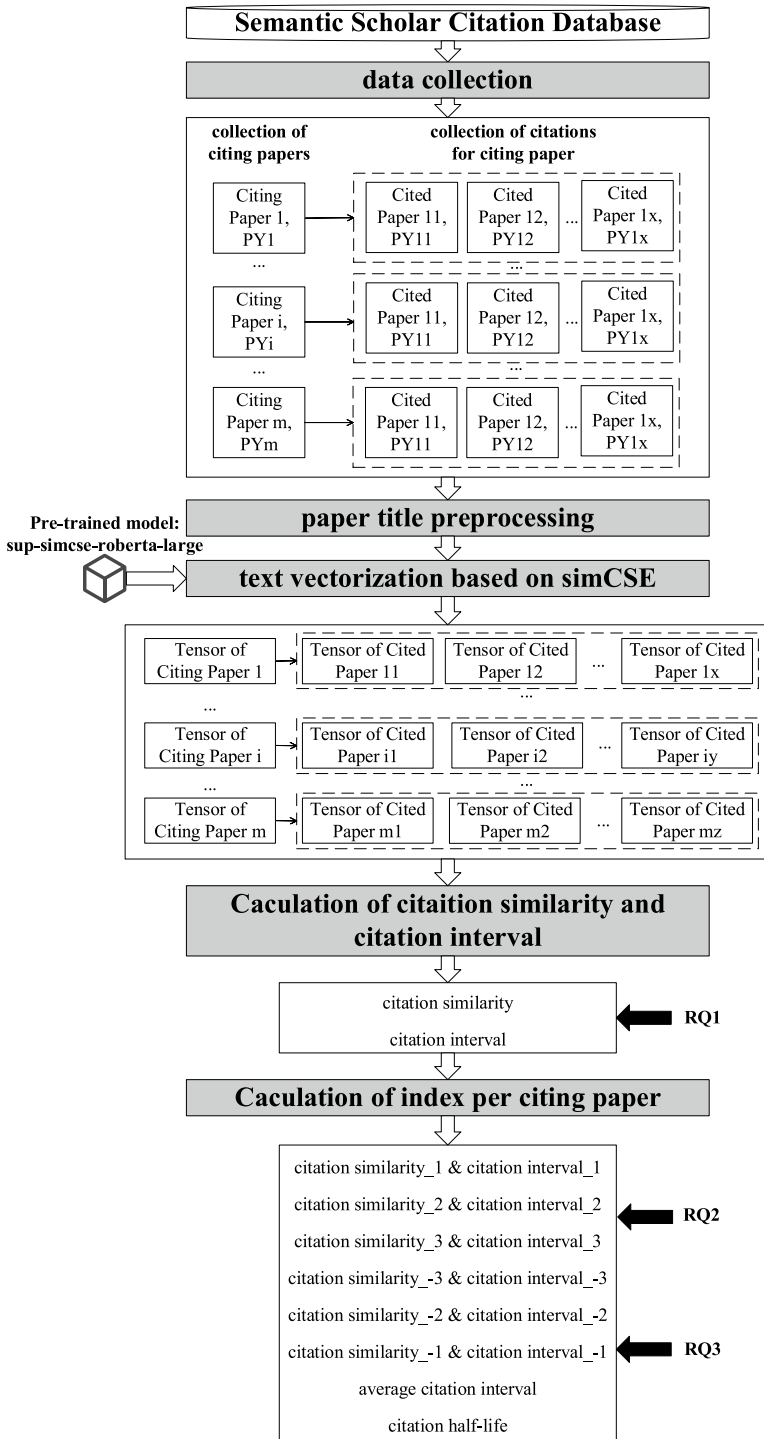 Semantic Scholar Citation Database
data collection
collection of
citing papers
collection of citations
for citing paper
Citing
Paper 1,
PY1
Cited
Paper 11,
PY11
Cited
Paper 12,
PY12
...
Cited
Paper 1x,
PY1x
...
...
Citing
Paper i,
PYi
Cited
Paper 11,
PY11
Cited
Paper 12,
PY12
...
Cited
Paper 1x,
PY1x
...
...
Citing
Paper m,
PYm
Cited
Paper 11,
PY11
Cited
Paper 12,
PY12
...
Cited
Paper 1x,
PY1x
paper title preprocessing
Pre-trained model:
sup-simcse-roberta-large
text vectorization based on simCSE
Tensor of
Citing Paper 1
Tensor of Cited
Paper 11
Tensor of Cited
Paper 12
...
Tensor of Cited
Paper 1x
...
...
Tensor of
Citing Paper i
Tensor of Cited
Paper i1
Tensor of Cited
Paper i2
...
Tensor of Cited
Paper iy
...
...
Tensor of
Citing Paper m
Tensor of Cited
Paper m1
Tensor of Cited
Paper m2
...
Tensor of Cited
Paper mz
Caculation of citaition similarity and
citation interval
citation similarity
citation interval
RQ1
Caculation of index per citing paper
citation similarity_1 & citation interval_1
citation similarity_2 & citation interval_2
RQ2
citation similarity_3 & citation interval_3
citation similarity_-3 & citation interval_-3
citation similarity_-2 & citation interval_-2
citation similarity_-1 & citation interval_-1
RQ3
average citation interval
citation half-life